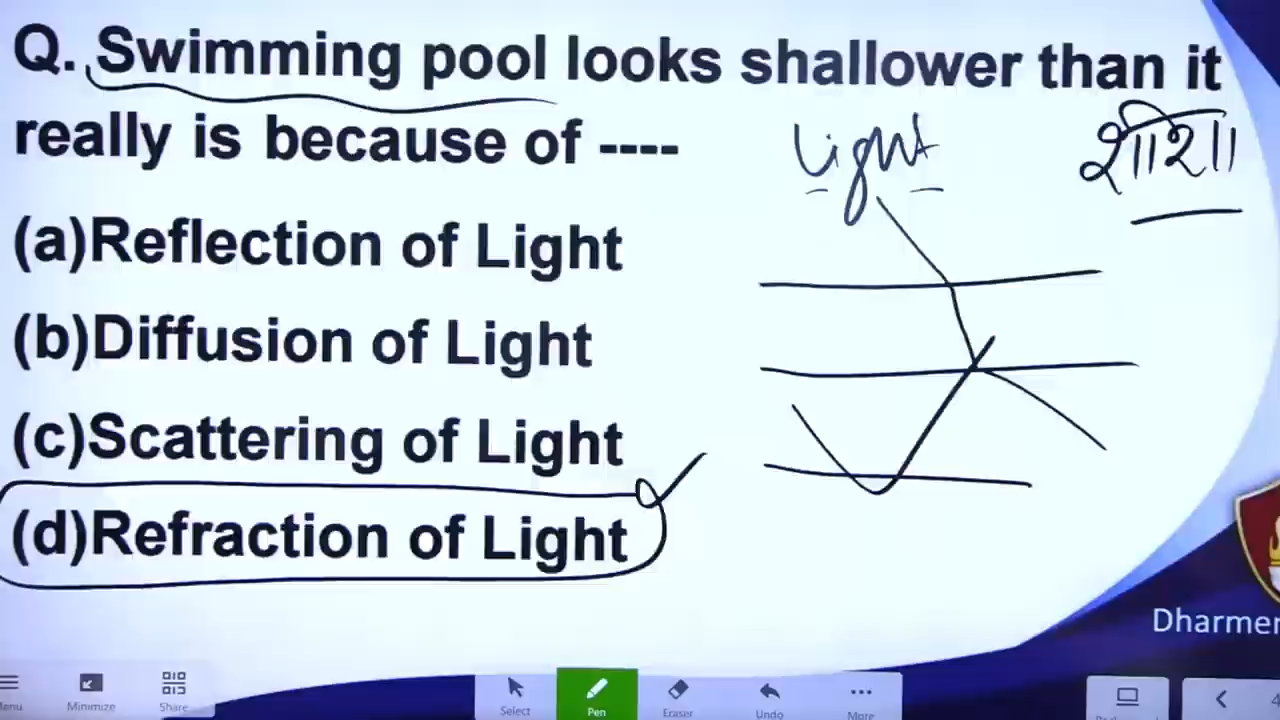 Q. Swimming pool looks shallower than it
really is because of ----
Light
शीशा
(a)Reflection of Light
(b)Diffusion of Light
(c)Scattering of Light
(d)Refraction of Light
Minimize
Share
Select
Pen
Eraser
Undo
More